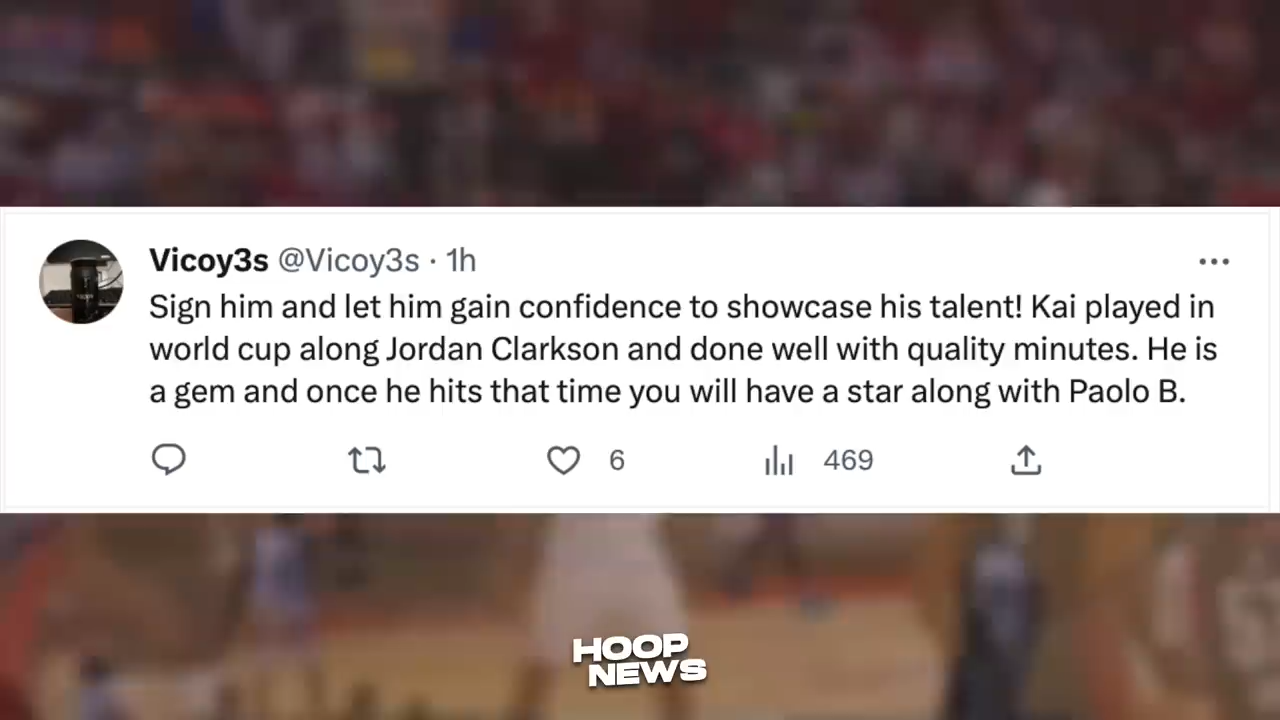 Vicoy3s @Vicoy3s · 1h
Sign him and let him gain confidence to showcase his talent! Kai played in
world cup along Jordan Clarkson and done well with quality minutes. He is
a gem and once he hits that time you will have a star along with Paolo B.
6 469
HOOP
NEWS